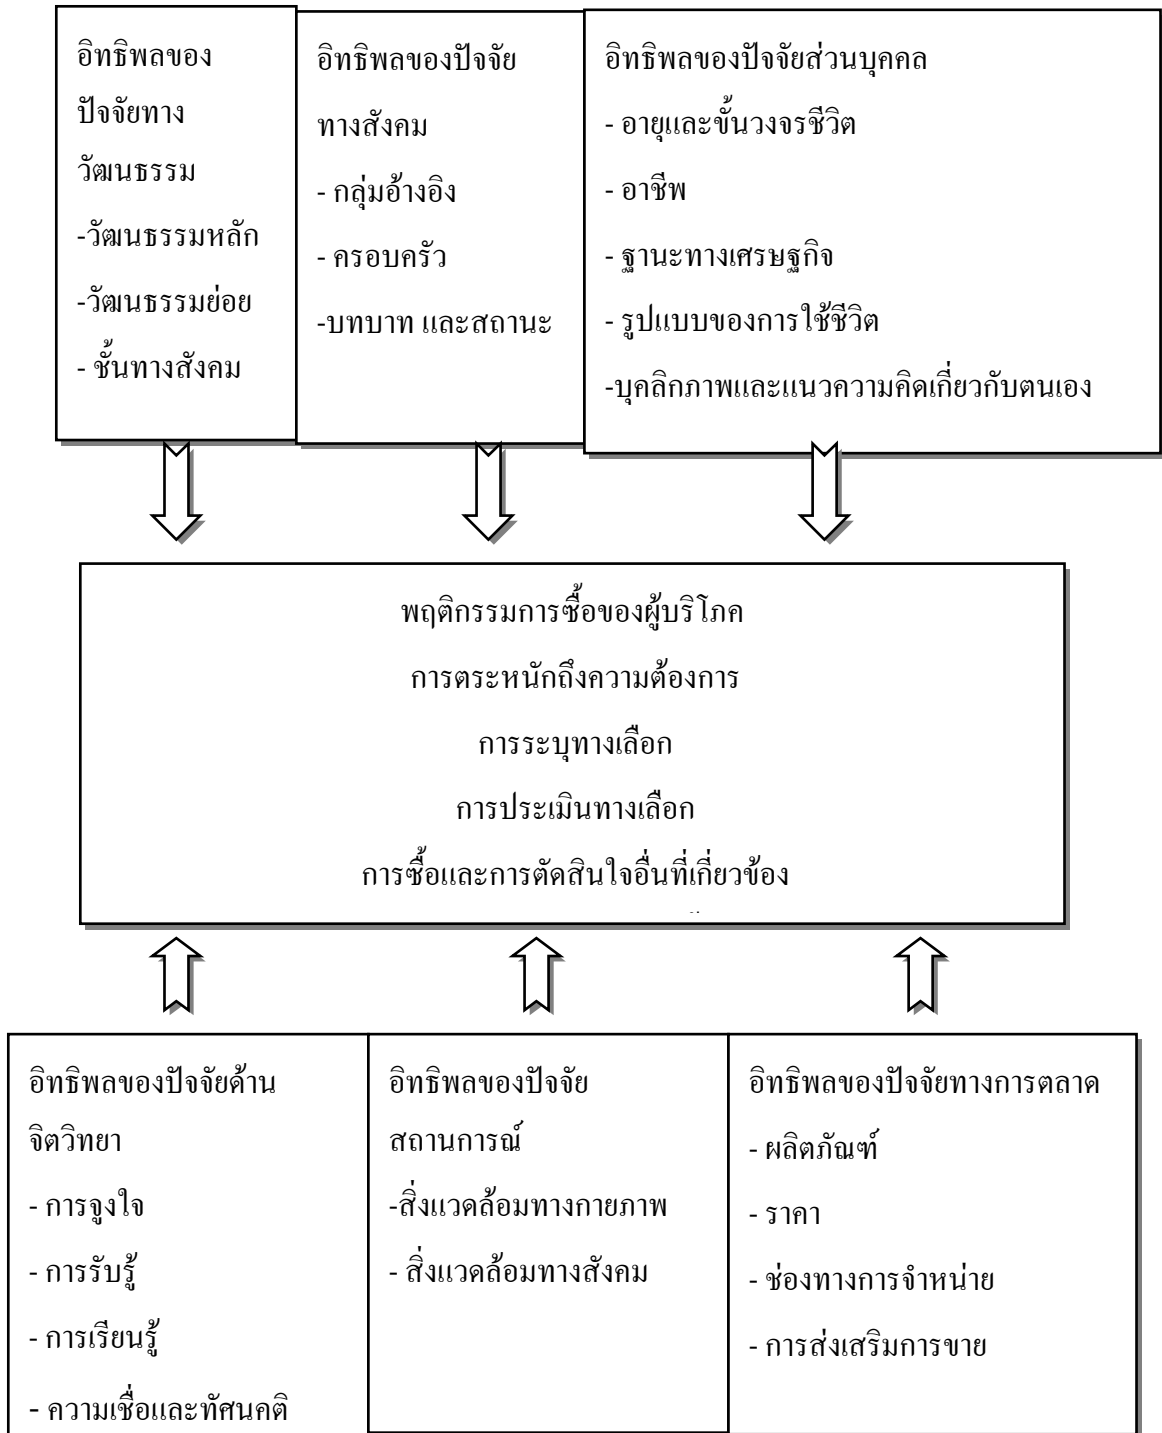 อิทธิพลของ
ปัจจัยทาง
วัฒนธรรม
-วัฒนธรรมหลัก
-วัฒนธรรมย่อย
- ชั้นทางสังคม
อิทธิพลของปัจจัย
ทางสังคม
- กลุ่มอ้างอิง
- ครอบครัว
-บทบาท และสถานะ
อิทธิพลของปัจจัยส่วนบุคคล
- อายุและขั้นวงจรชีวิต
- อาชีพ
- ฐานะทางเศรษฐกิจ
- รูปแบบของการใช้ชีวิต
-บุคลิกภาพและแนวความคิดเกี่ยวกับตนเอง
พฤติกรรมการซื้อของผู้บริโภค
การตระหนักถึงความต้องการ
การระบุทางเลือก
การประเมินทางเลือก
การซื้อและการตัดสินใจอื่นที่เกี่ยวข้อง
อิทธิพลของปัจจัยด้าน
จิตวิทยา
- การจูงใจ
- การรับรู้
- การเรียนรู้
- ความเชื่อและทัศนคติ
อิทธิพลของปัจจัย
สถานการณ์
-สิ่งแวดล้อมทางกายภาพ
- สิ่งแวดล้อมทางสังคม
อิทธิพลของปัจจัยทางการตลาด
- ผลิตภัณฑ์
- ราคา
- ช่องทางการจำหน่าย
- การส่งเสริมการขาย